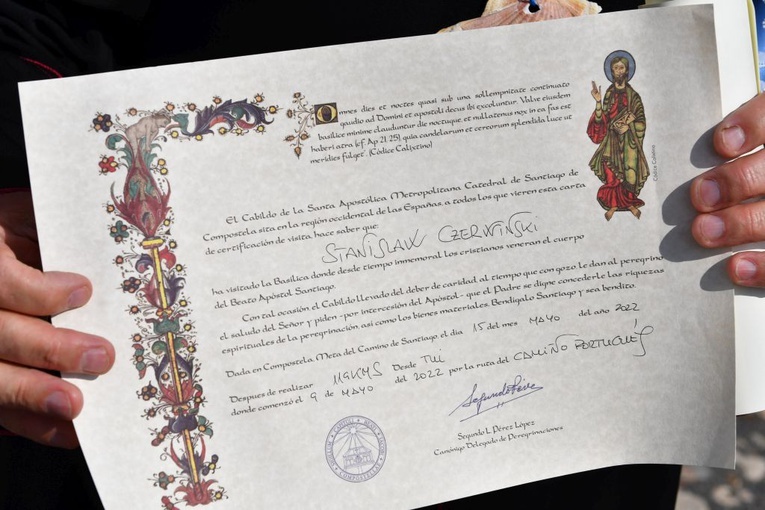 Omnes dies et noctes quasi sub una sollempnitate continuato
gaudio ad Domini et apostoli decus ibi excoluntur. Valve eiusdem
basilice minime clauduntur die noctuque et nullatenus nox in ea fas est
haberi atra (cf. Ap 21, 25) quia candelarum et cereorum splendida luce ut
meridies fulget". (Códice Calixtino)
El Cabildo de la Santa Apostólica Metropolitana Catedral de Santiago de
Compostela sita en la región occidental de las Españas, a todos los que vieren esta carta
de certificación de visita, hace saber que:
STANISLAW CZERWIŃSKI
ha visitado la Basílica donde desde tiempo inmemorial los cristianos veneran el cuerpo
del Beato Apóstol Santiago.
Con tal ocasión el Cabildo llevado del deber de caridad al tiempo que con gozo le dan al peregrino
el saludo del Señor y piden -por intercesión del Apóstol- que el Padre se digne concederle las riquezas
espirituales de la peregrinación, así como los bienes materiales. Bendígalo Santiago y sea bendito.
Dada en Compostela, Meta del Camino de Santiago, el día 15 del mes MAYO del año 2022
Después de realizar 119KMS Desde TUI
donde comenzó el 9 de MAYO del 2022 por la ruta del CAMIÑO PORTUGUÉS
Segundo L. Pérez López
Canónigo Delegado de Peregrinaciones